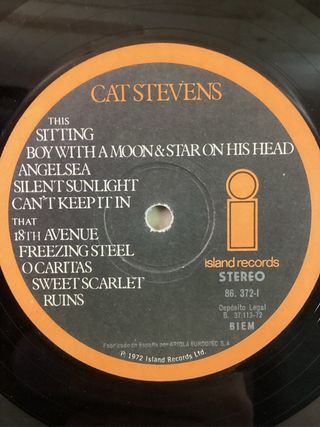 CAT STEVENS
THIS
SITTING
BOY WITH A MOON & STAR ON HIS HEAD
ANGELSEA
SILENT SUNLIGHT
CAN'T KEEP IT IN
THAT
18TH AVENUE
FREEZING STEEL
O CARITAS
SWEET SCARLET
RUINS
i
island records
STEREO
86. 372-I
Depósito Legal
B. 37.113-72
BIEM
Fabricado en España por ARIOLA EURODISC S.A
℗ 1972 Island Records Ltd.